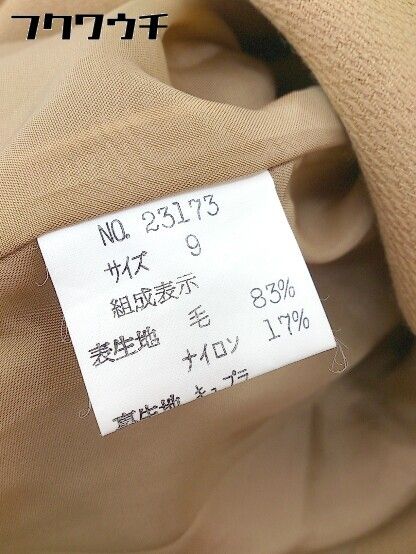 フクワウチ
NO. 23173
サイズ 9
組成表示
表生地 毛 83%
ナイロン 17%
裏生地 キュプラ